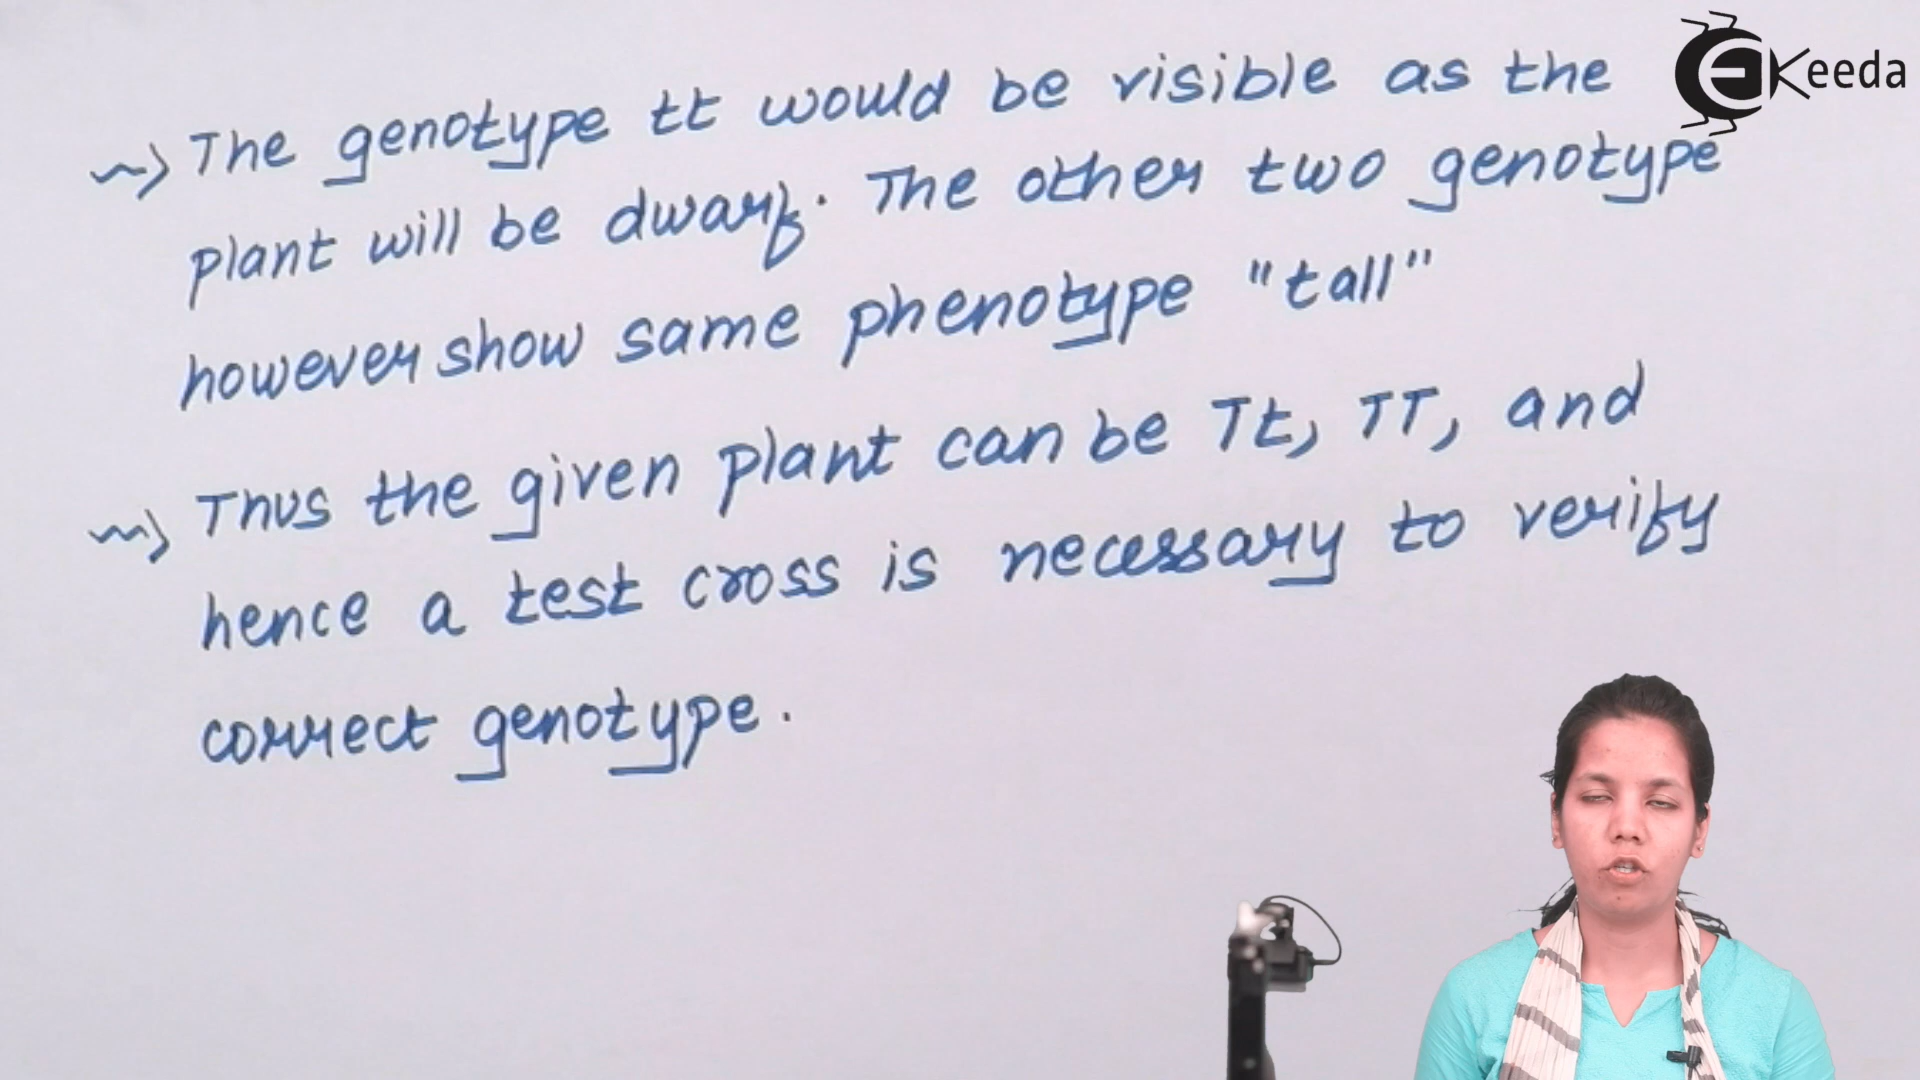 The genotype tt would be visible as the
plant will be dwarf. The other two genotype
however show same phenotype "tall"
Thus the given plant can be Tt, TT, and
hence a test cross is necessary to verify
correct genotype.
EKeeda